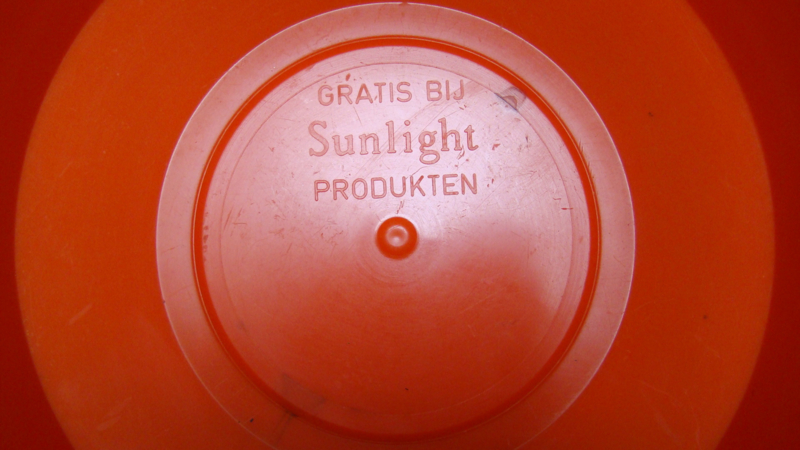 GRATIS BIJ
Sunlight
PRODUKTEN